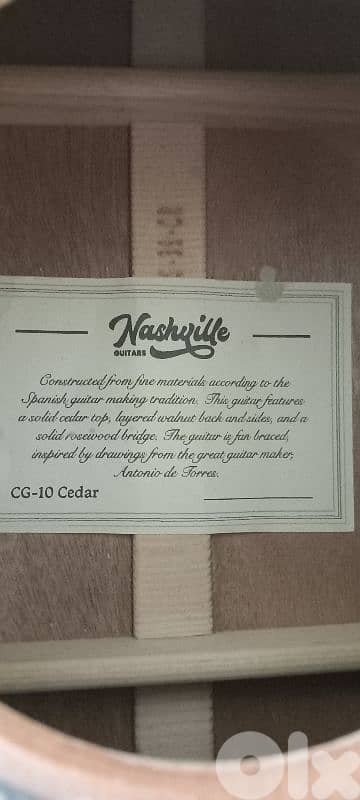 Nashville
GUITARS
Constructed from fine materials according to the
Spanish guitar making tradition. This guitar features
a solid cedar top, layered walnut back and sides, and a
solid rosewood bridge. The guitar is fan braced,
inspired by drawings from the great guitar maker,
Antonio de Torres.
CG-10 Cedar
olx